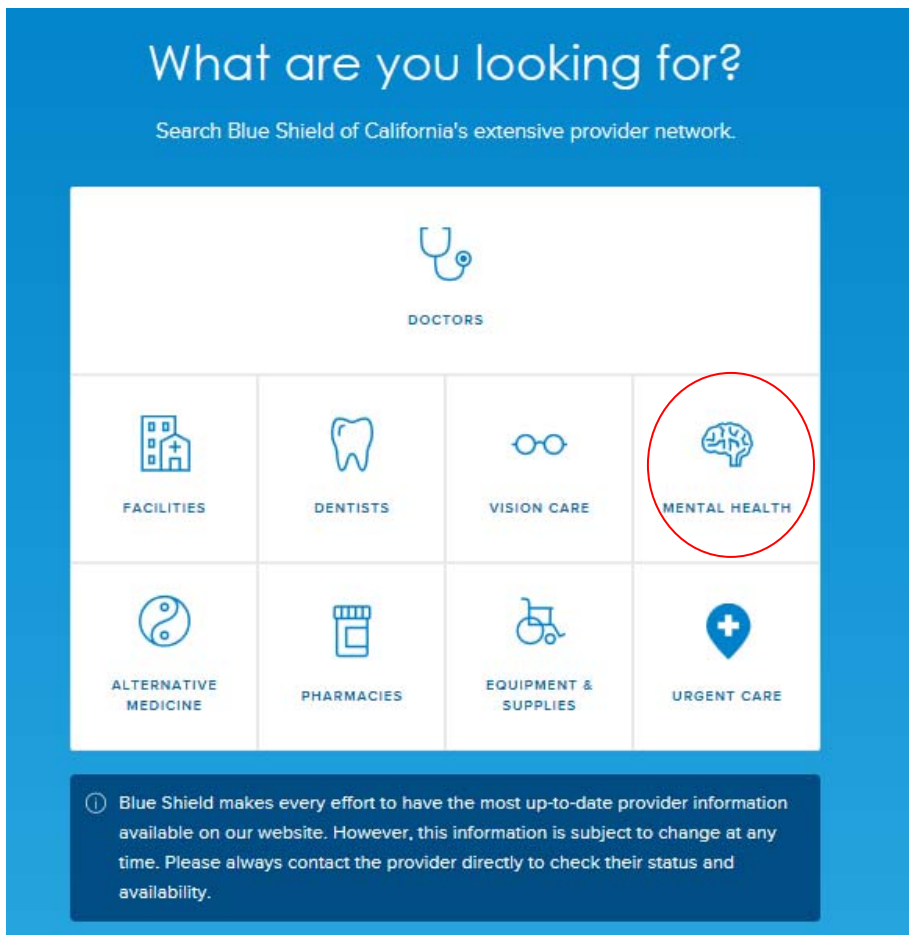 What are you looking for?
Search Blue Shield of California's extensive provider network.
DOCTORS
FACILITIES
DENTISTS
VISION CARE
MENTAL HEALTH
ALTERNATIVE
MEDICINE
PHARMACIES
EQUIPMENT &
SUPPLIES
URGENT CARE
Blue Shield makes every effort to have the most up-to-date provider information
available on our website. However, this information is subject to change at any
time. Please always contact the provider directly to check their status and
availability.